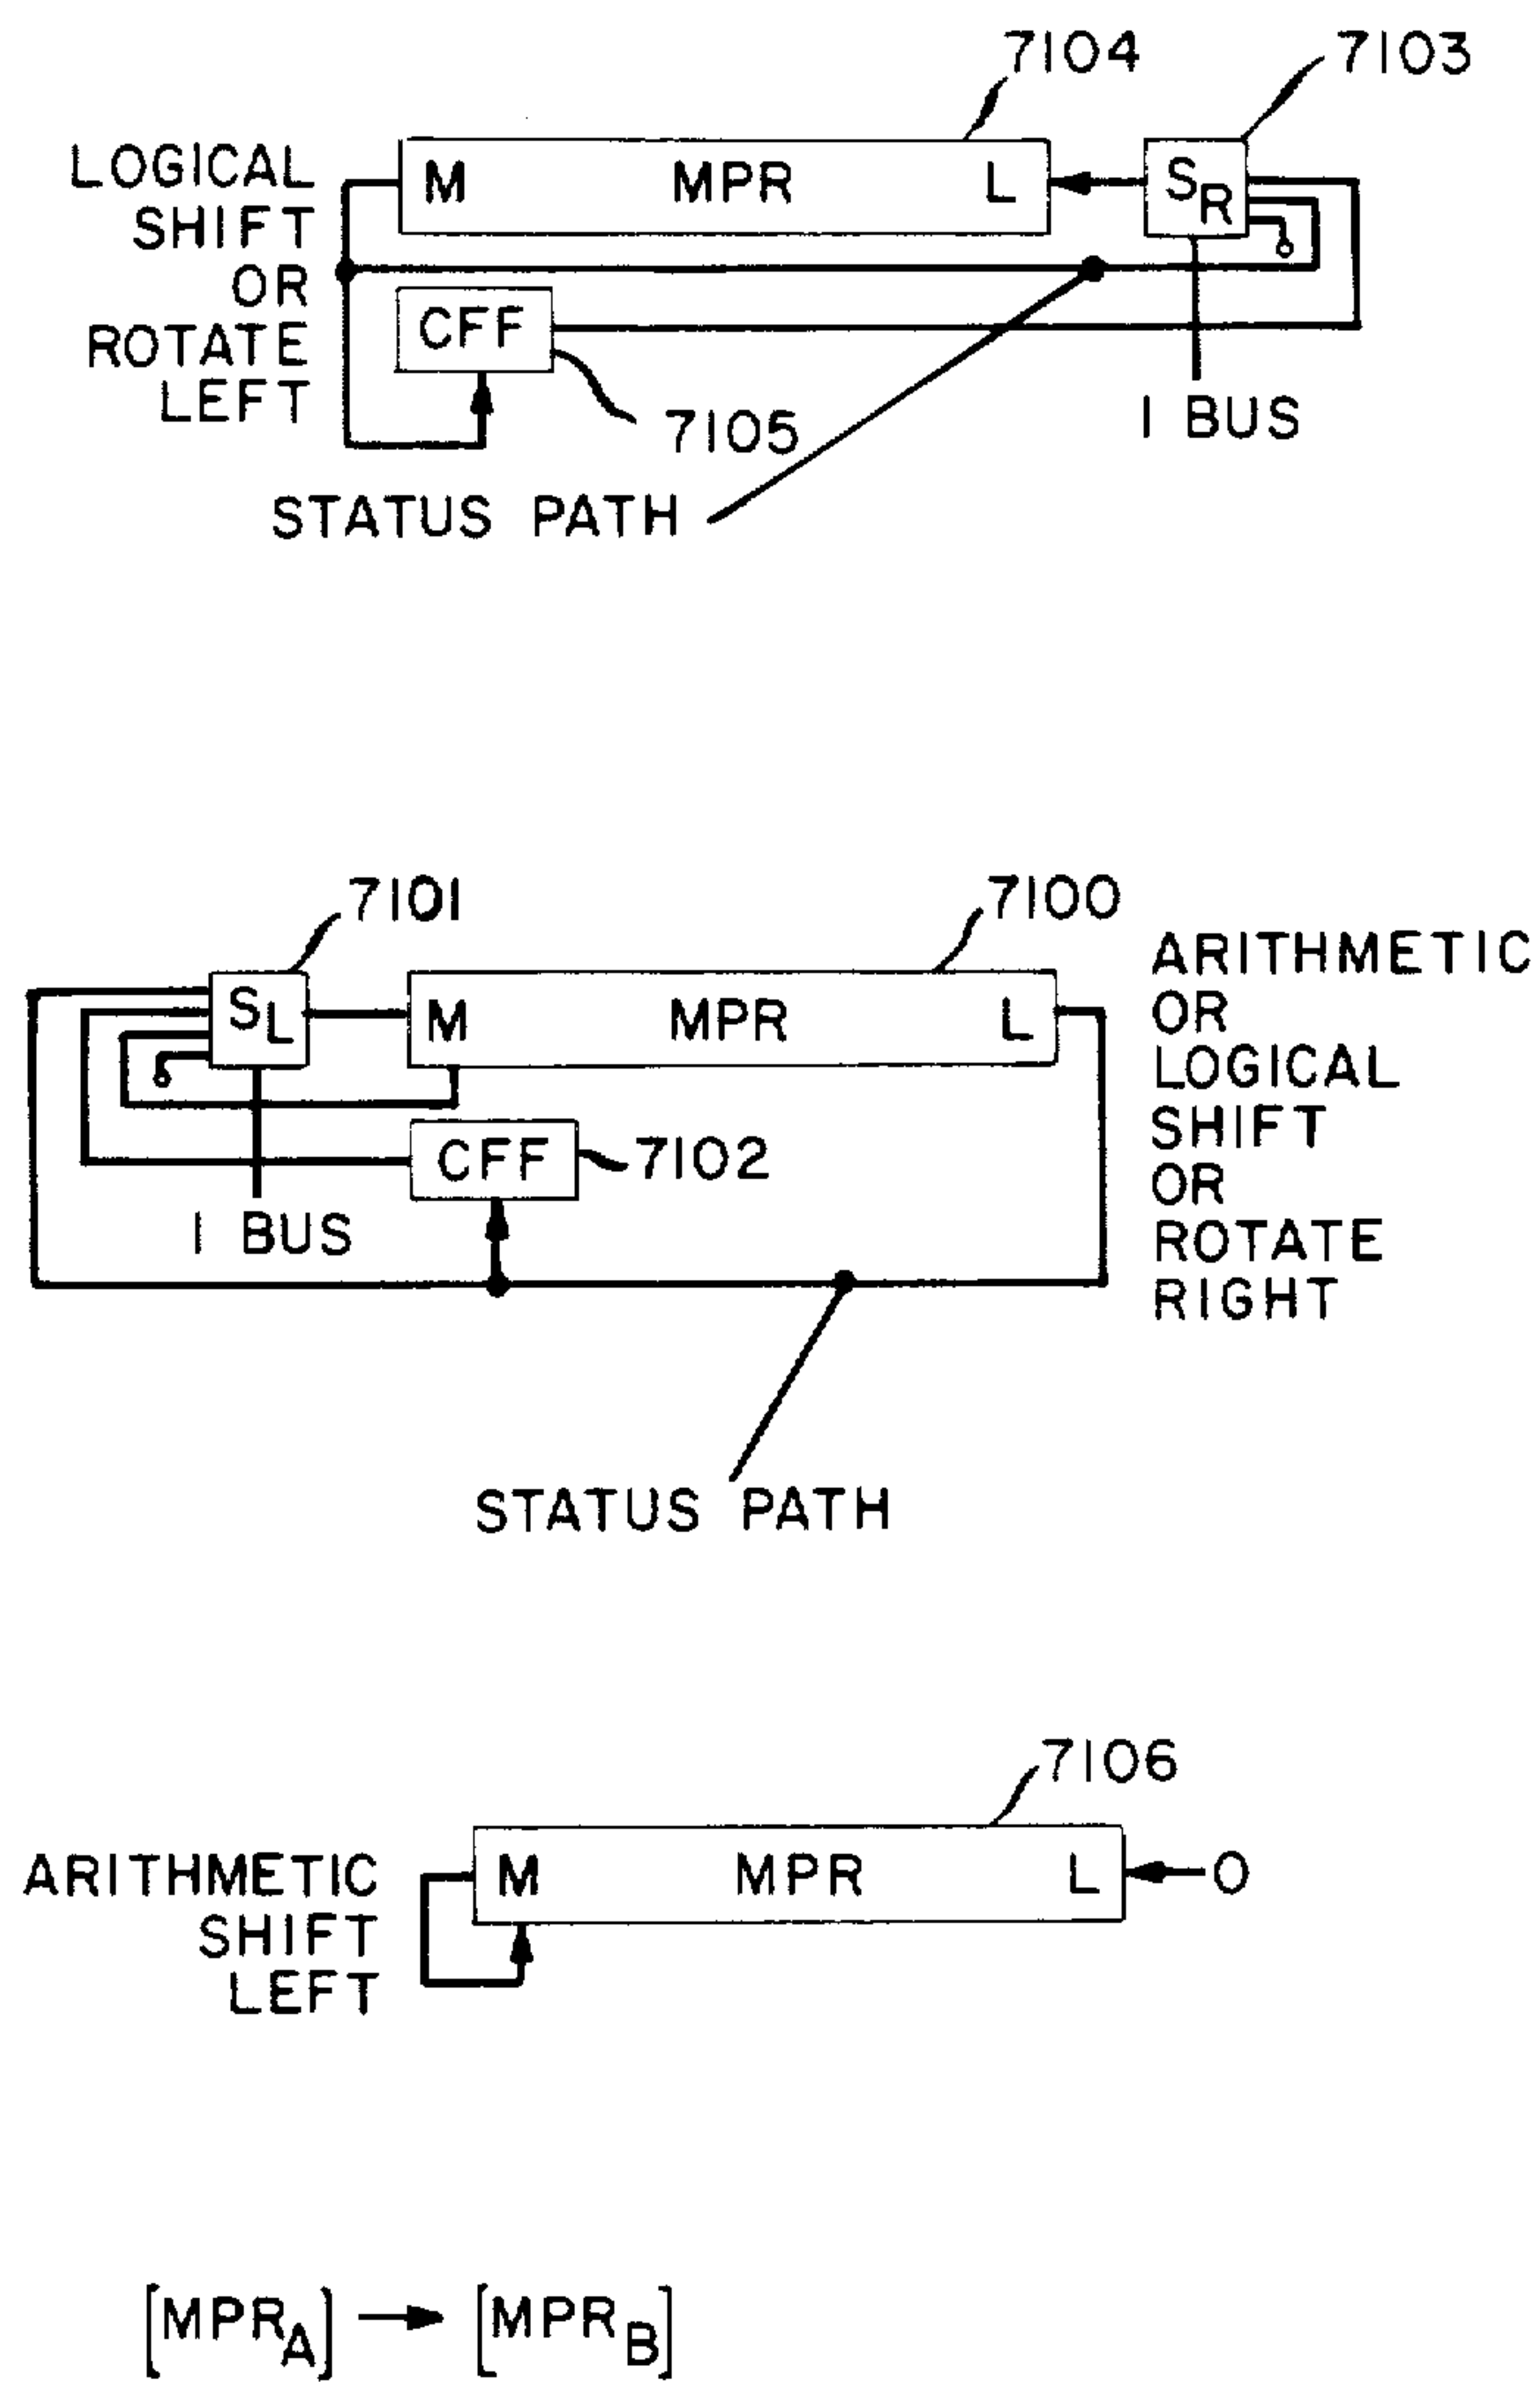 7104
7103
LOGICAL
SHIFT
OR
ROTATE
LEFT
M MPR L
SR
CFF
7105
I BUS
STATUS PATH
7101
7100
SL
M MPR L
CFF
7102
I BUS
ARITHMETIC
OR
LOGICAL
SHIFT
OR
ROTATE
RIGHT
STATUS PATH
7106
ARITHMETIC
SHIFT
LEFT
M MPR L
0
[MPRA] → [MPRB]